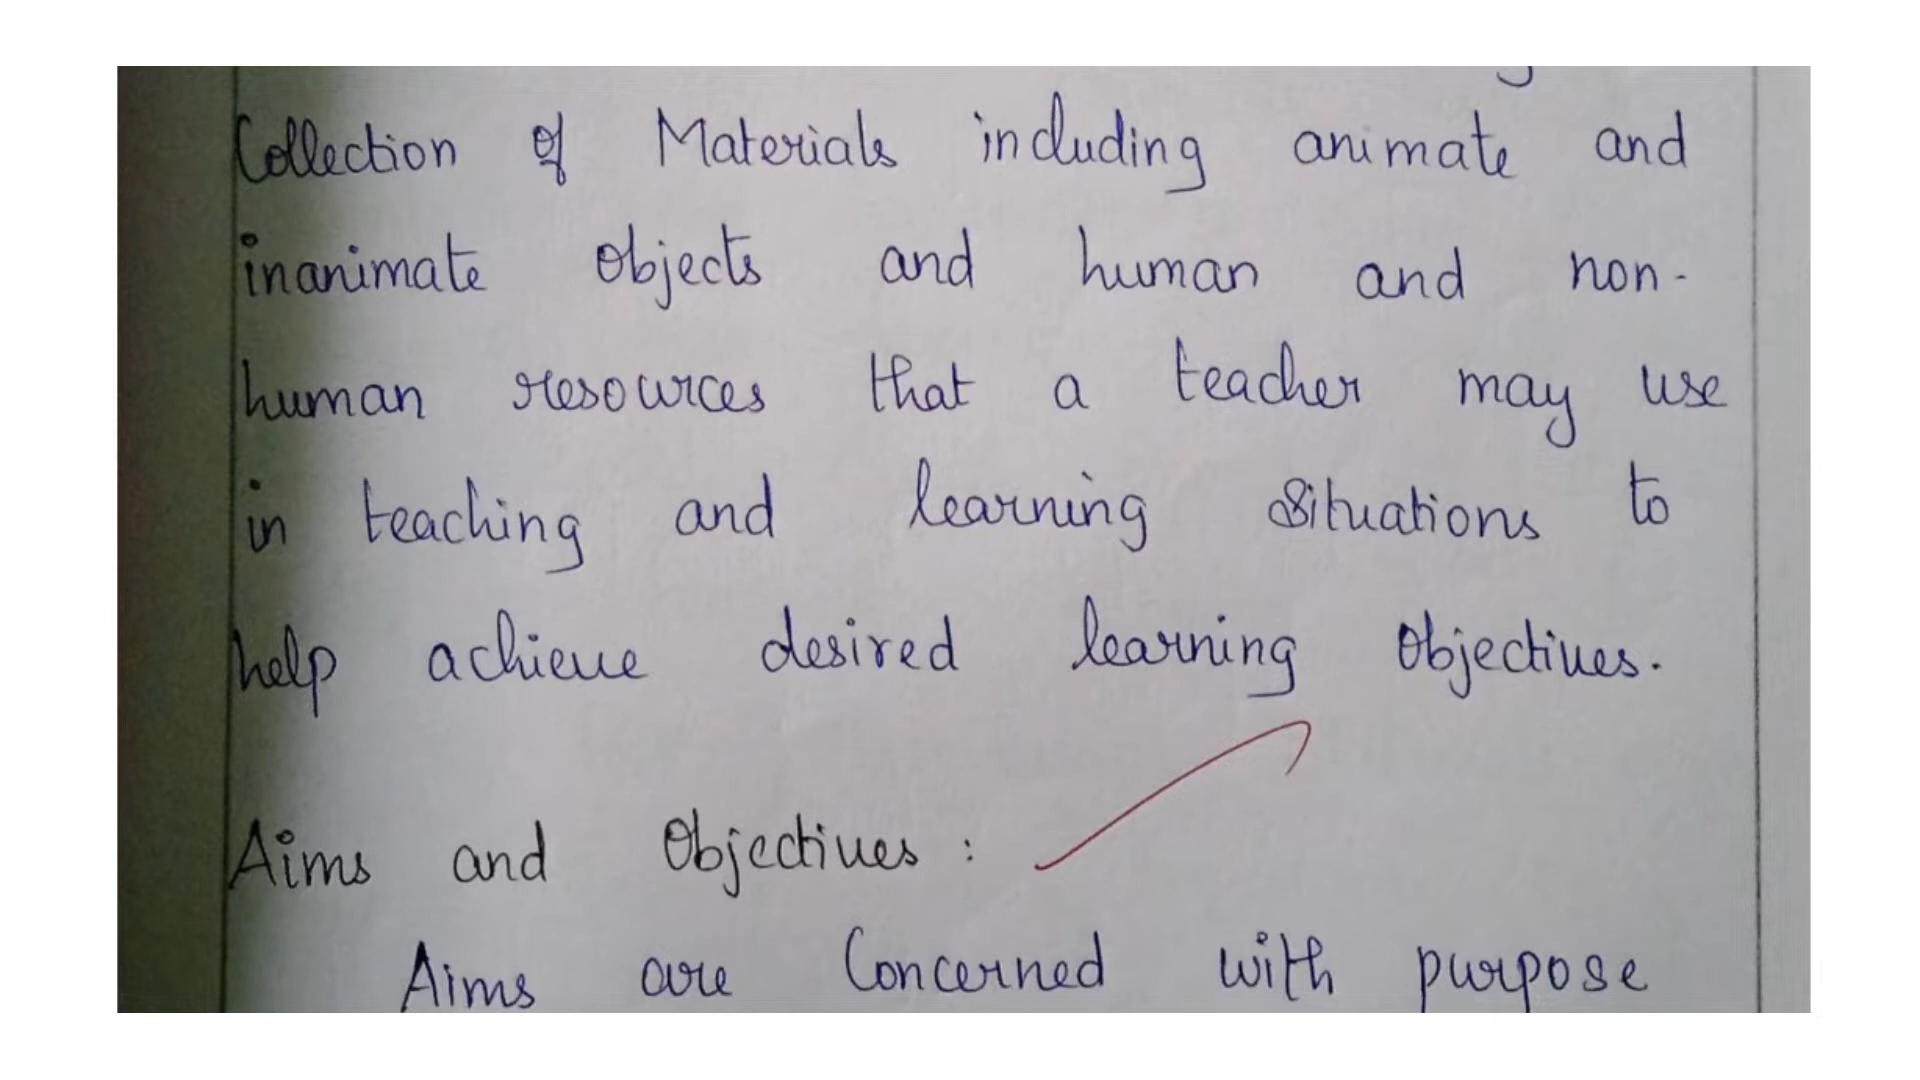 Collection of Materials including animate and
inanimate objects and human and non-
human resources that a teacher may use
in teaching and learning Situations to
help achieve desired learning Objectives.
Aims and Objectives :
Aims are Concerned with purpose